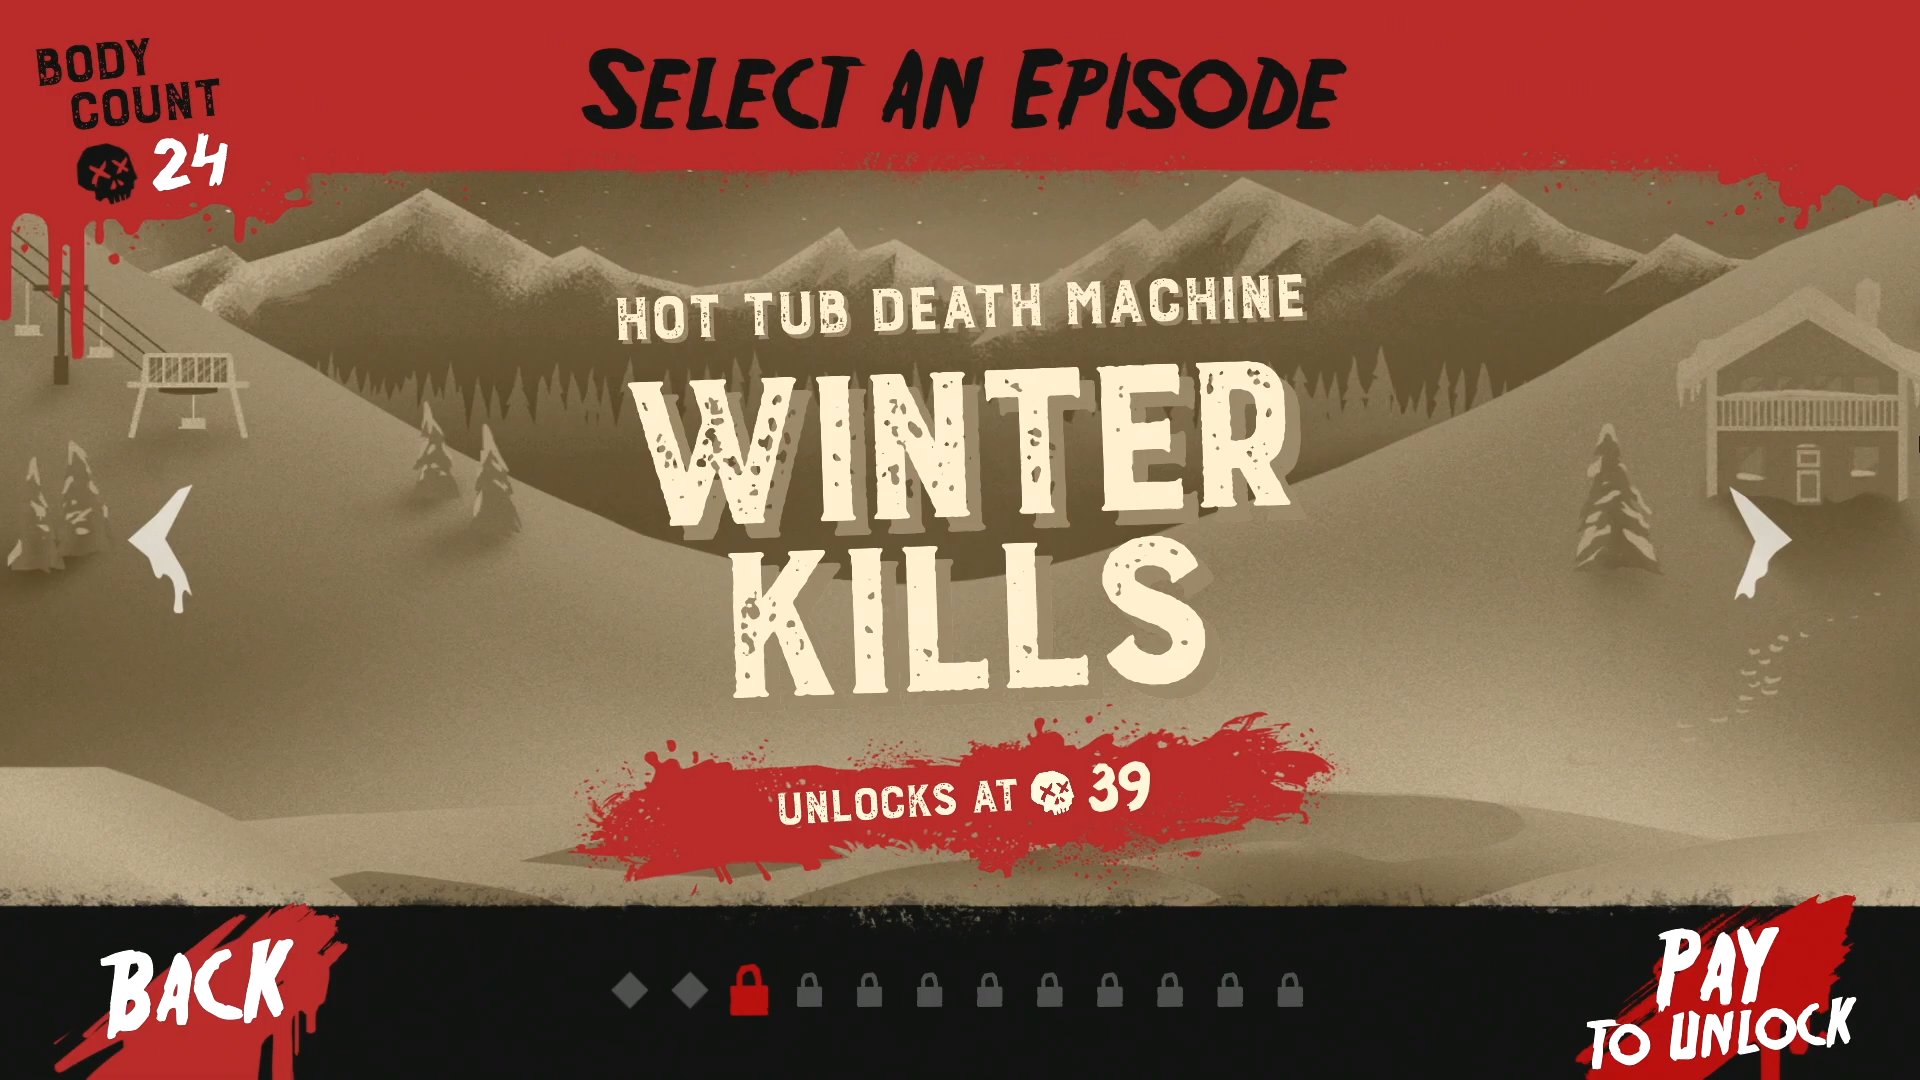 BODY
COUNT
24
SELECT AN EPISODE
HOT TUB DEATH MACHINE
WINTER
KILLS
UNLOCKS AT 39
BACK
PAY
TO UNLOCK